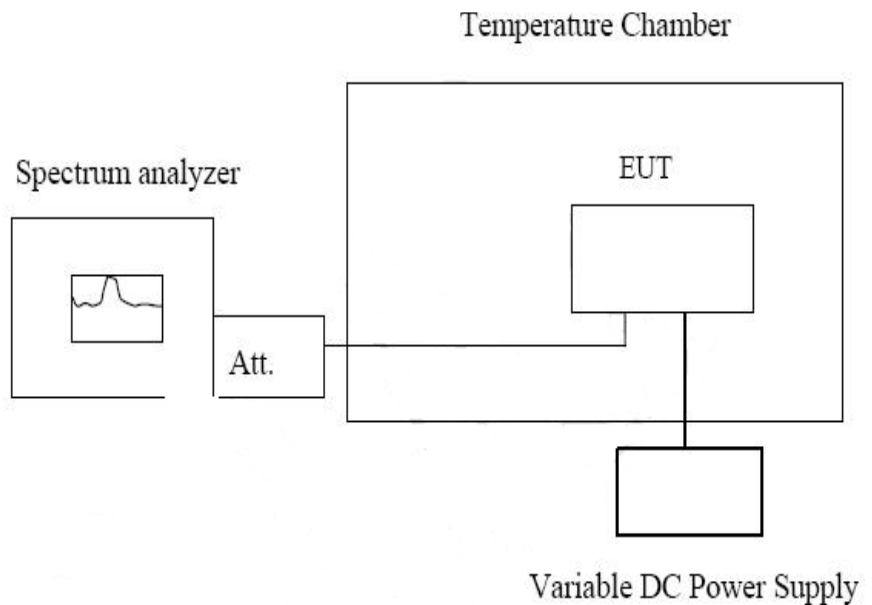 Temperature Chamber
Spectrum analyzer
EUT
Att.
Variable DC Power Supply